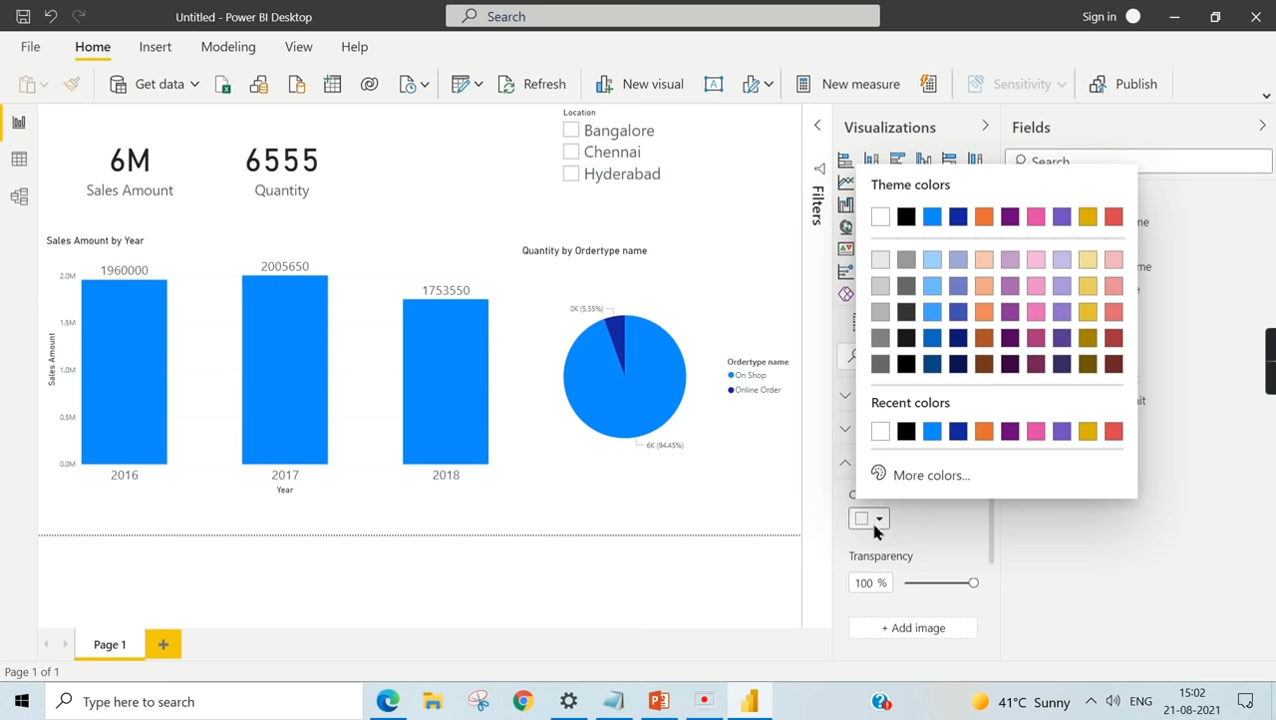 Untitled - Power BI Desktop
Search
Sign in
File
Home
Insert
Modeling
View
Help
Get data
Refresh
New visual
New measure
Sensitivity
Publish
6M
Sales Amount
6555
Quantity
Location
Bangalore
Chennai
Hyderabad
Sales Amount by Year
2.0M
1.5M
1.0M
0.5M
0.0M
Sales Amount
1960000
2005650
1753550
2016
2017
2018
Year
Quantity by Ordertype name
0K (5.55%)
6K (94.45%)
Ordertype name
On Shop
Online Order
Filters
Visualizations
Fields
Search
Theme colors
Recent colors
More colors...
Transparency
100 %
+ Add image
Page 1
+
Page 1 of 1
Type here to search
41°C Sunny
ENG
15:02
21-08-2021